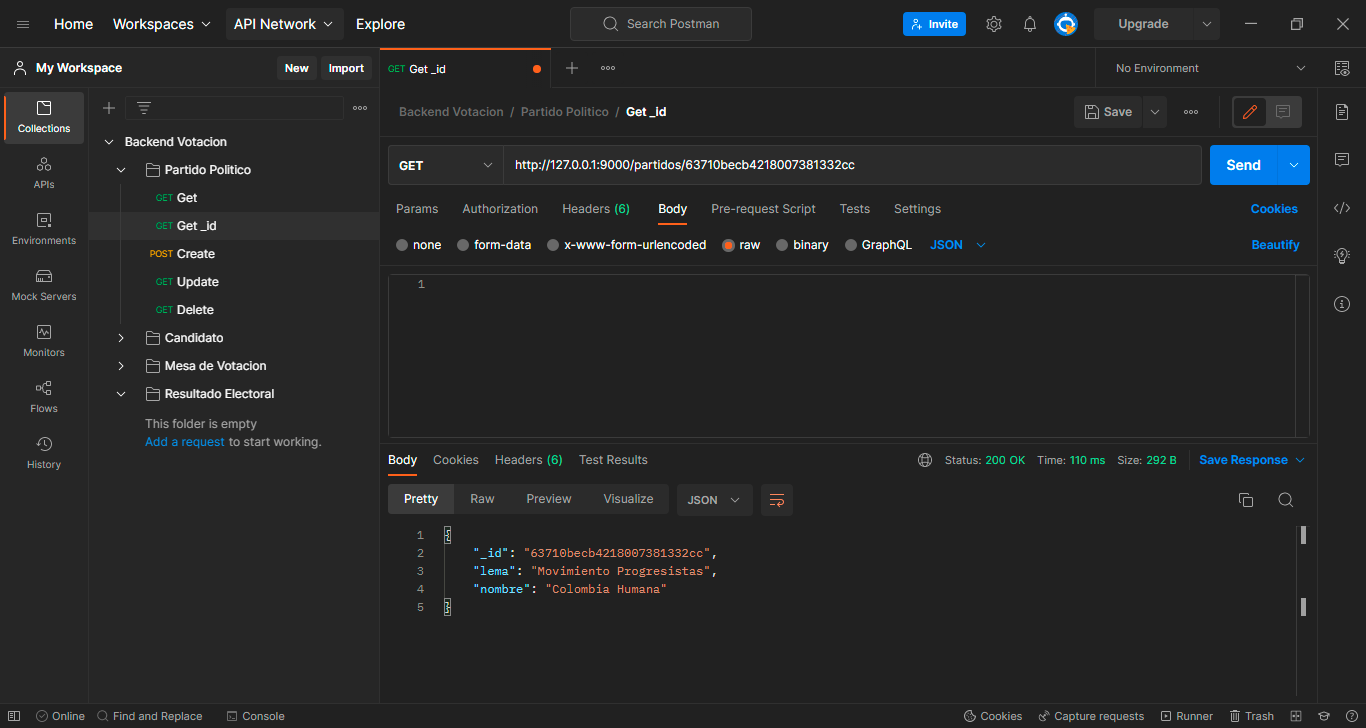 Home Workspaces API Network Explore Search Postman Invite Upgrade
My Workspace New Import GET Get _id No Environment
Collections
APIs
Environments
Mock Servers
Monitors
Flows
History
Backend Votacion
Partido Politico
GET Get
GET Get _id
POST Create
GET Update
GET Delete
Candidato
Mesa de Votacion
Resultado Electoral
This folder is empty
Add a request to start working.
Backend Votacion / Partido Politico / Get _id Save
GET http://127.0.0.1:9000/partidos/63710becb4218007381332cc Send
Params Authorization Headers (6) Body Pre-request Script Tests Settings Cookies
none form-data x-www-form-urlencoded raw binary GraphQL JSON Beautify
1
Body Cookies Headers (6) Test Results Status: 200 OK Time: 110 ms Size: 292 B Save Response
Pretty Raw Preview Visualize JSON
1 {
2 "_id": "63710becb4218007381332cc",
3 "lema": "Movimiento Progresistas",
4 "nombre": "Colombia Humana"
5 }
Online Find and Replace Console Cookies Capture requests Runner Trash